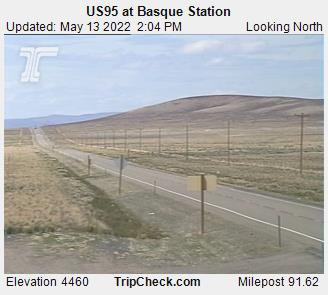 US95 at Basque Station
Updated: May 13 2022 2:04 PM Looking North
Elevation 4460 TripCheck.com Milepost 91.62